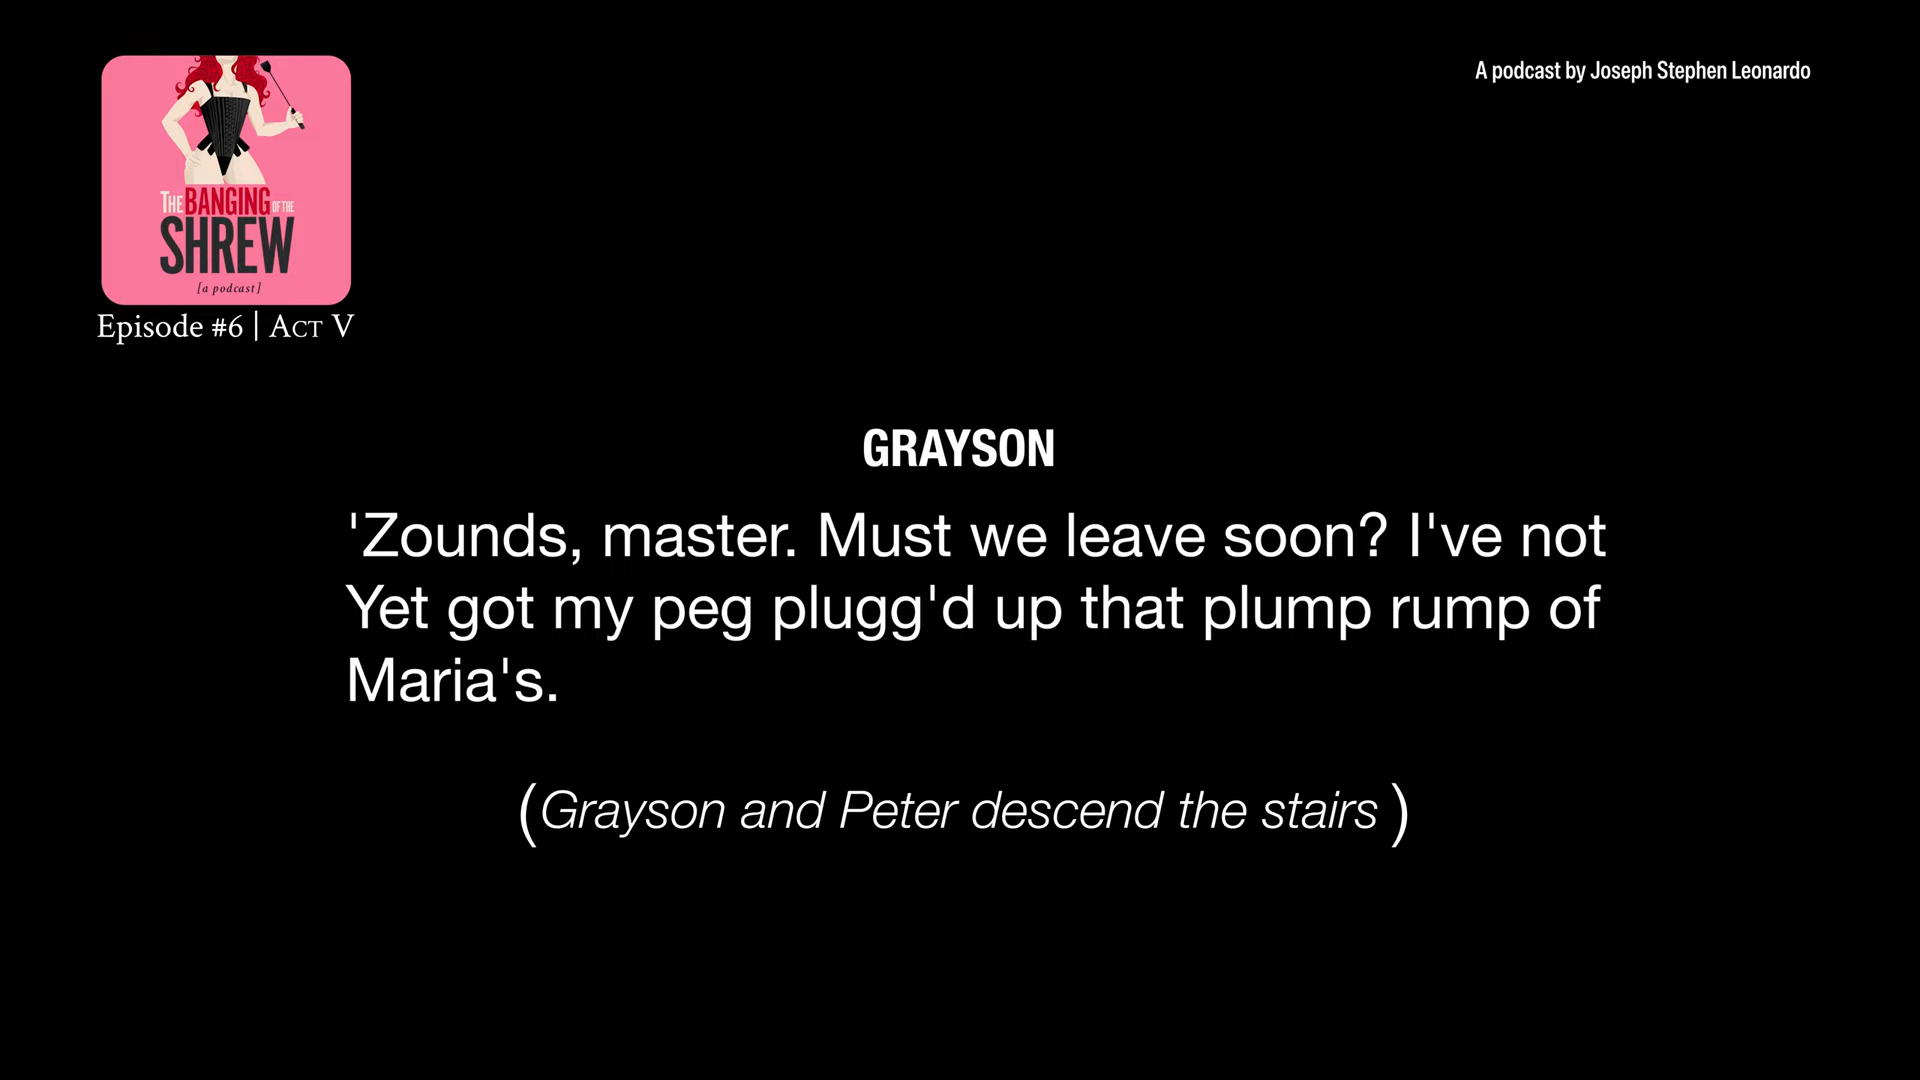 A podcast by Joseph Stephen Leonardo
THE BANGING OF THE
SHREW
[a podcast]
Episode #6 | ACT V
GRAYSON
'Zounds, master. Must we leave soon? I've not
Yet got my peg plugg'd up that plump rump of
Maria's.
(Grayson and Peter descend the stairs )